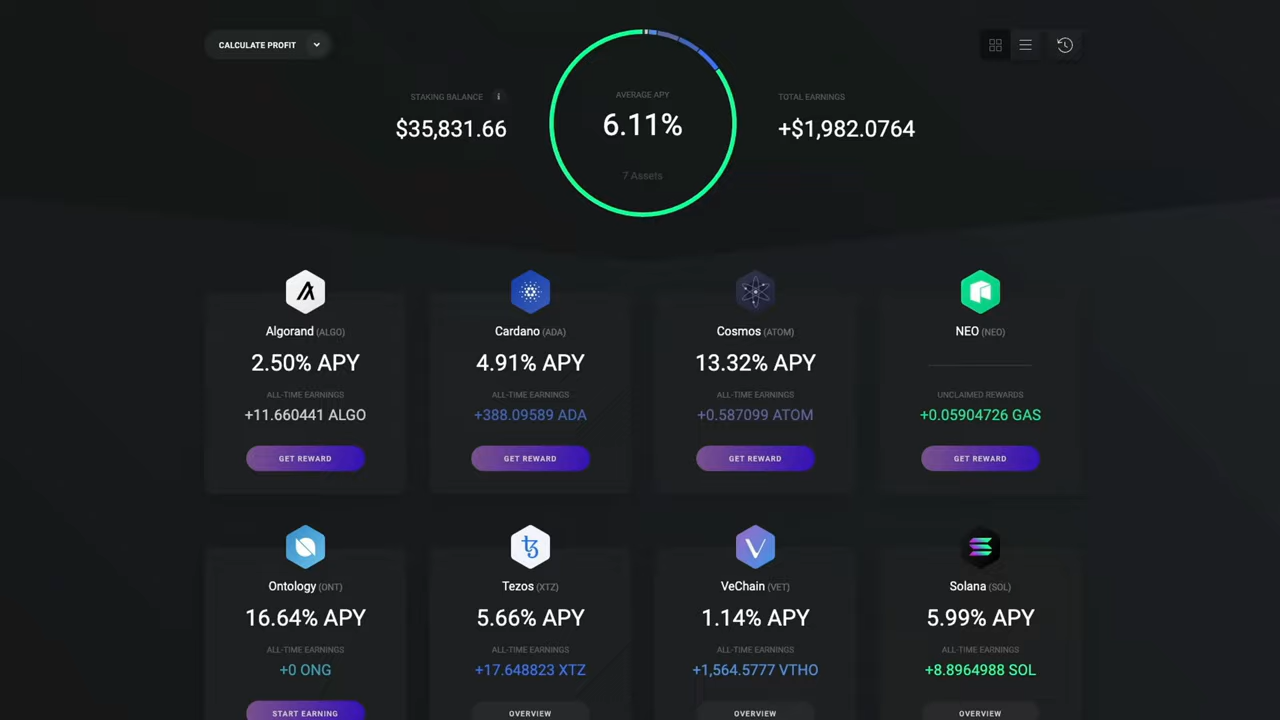 CALCULATE PROFIT
STAKING BALANCE i
$35,831.66
AVERAGE APY
6.11%
7 Assets
TOTAL EARNINGS
+$1,982.0764
Algorand (ALGO)
2.50% APY
ALL-TIME EARNINGS
+11.660441 ALGO
GET REWARD
Cardano (ADA)
4.91% APY
ALL-TIME EARNINGS
+388.09589 ADA
GET REWARD
Cosmos (ATOM)
13.32% APY
ALL-TIME EARNINGS
+0.587099 ATOM
GET REWARD
NEO (NEO)
UNCLAIMED REWARDS
+0.05904726 GAS
GET REWARD
Ontology (ONT)
16.64% APY
ALL-TIME EARNINGS
+0 ONG
START EARNING
Tezos (XTZ)
5.66% APY
ALL-TIME EARNINGS
+17.648823 XTZ
OVERVIEW
VeChain (VET)
1.14% APY
ALL-TIME EARNINGS
+1,564.5777 VTHO
OVERVIEW
Solana (SOL)
5.99% APY
ALL-TIME EARNINGS
+8.8964988 SOL
OVERVIEW